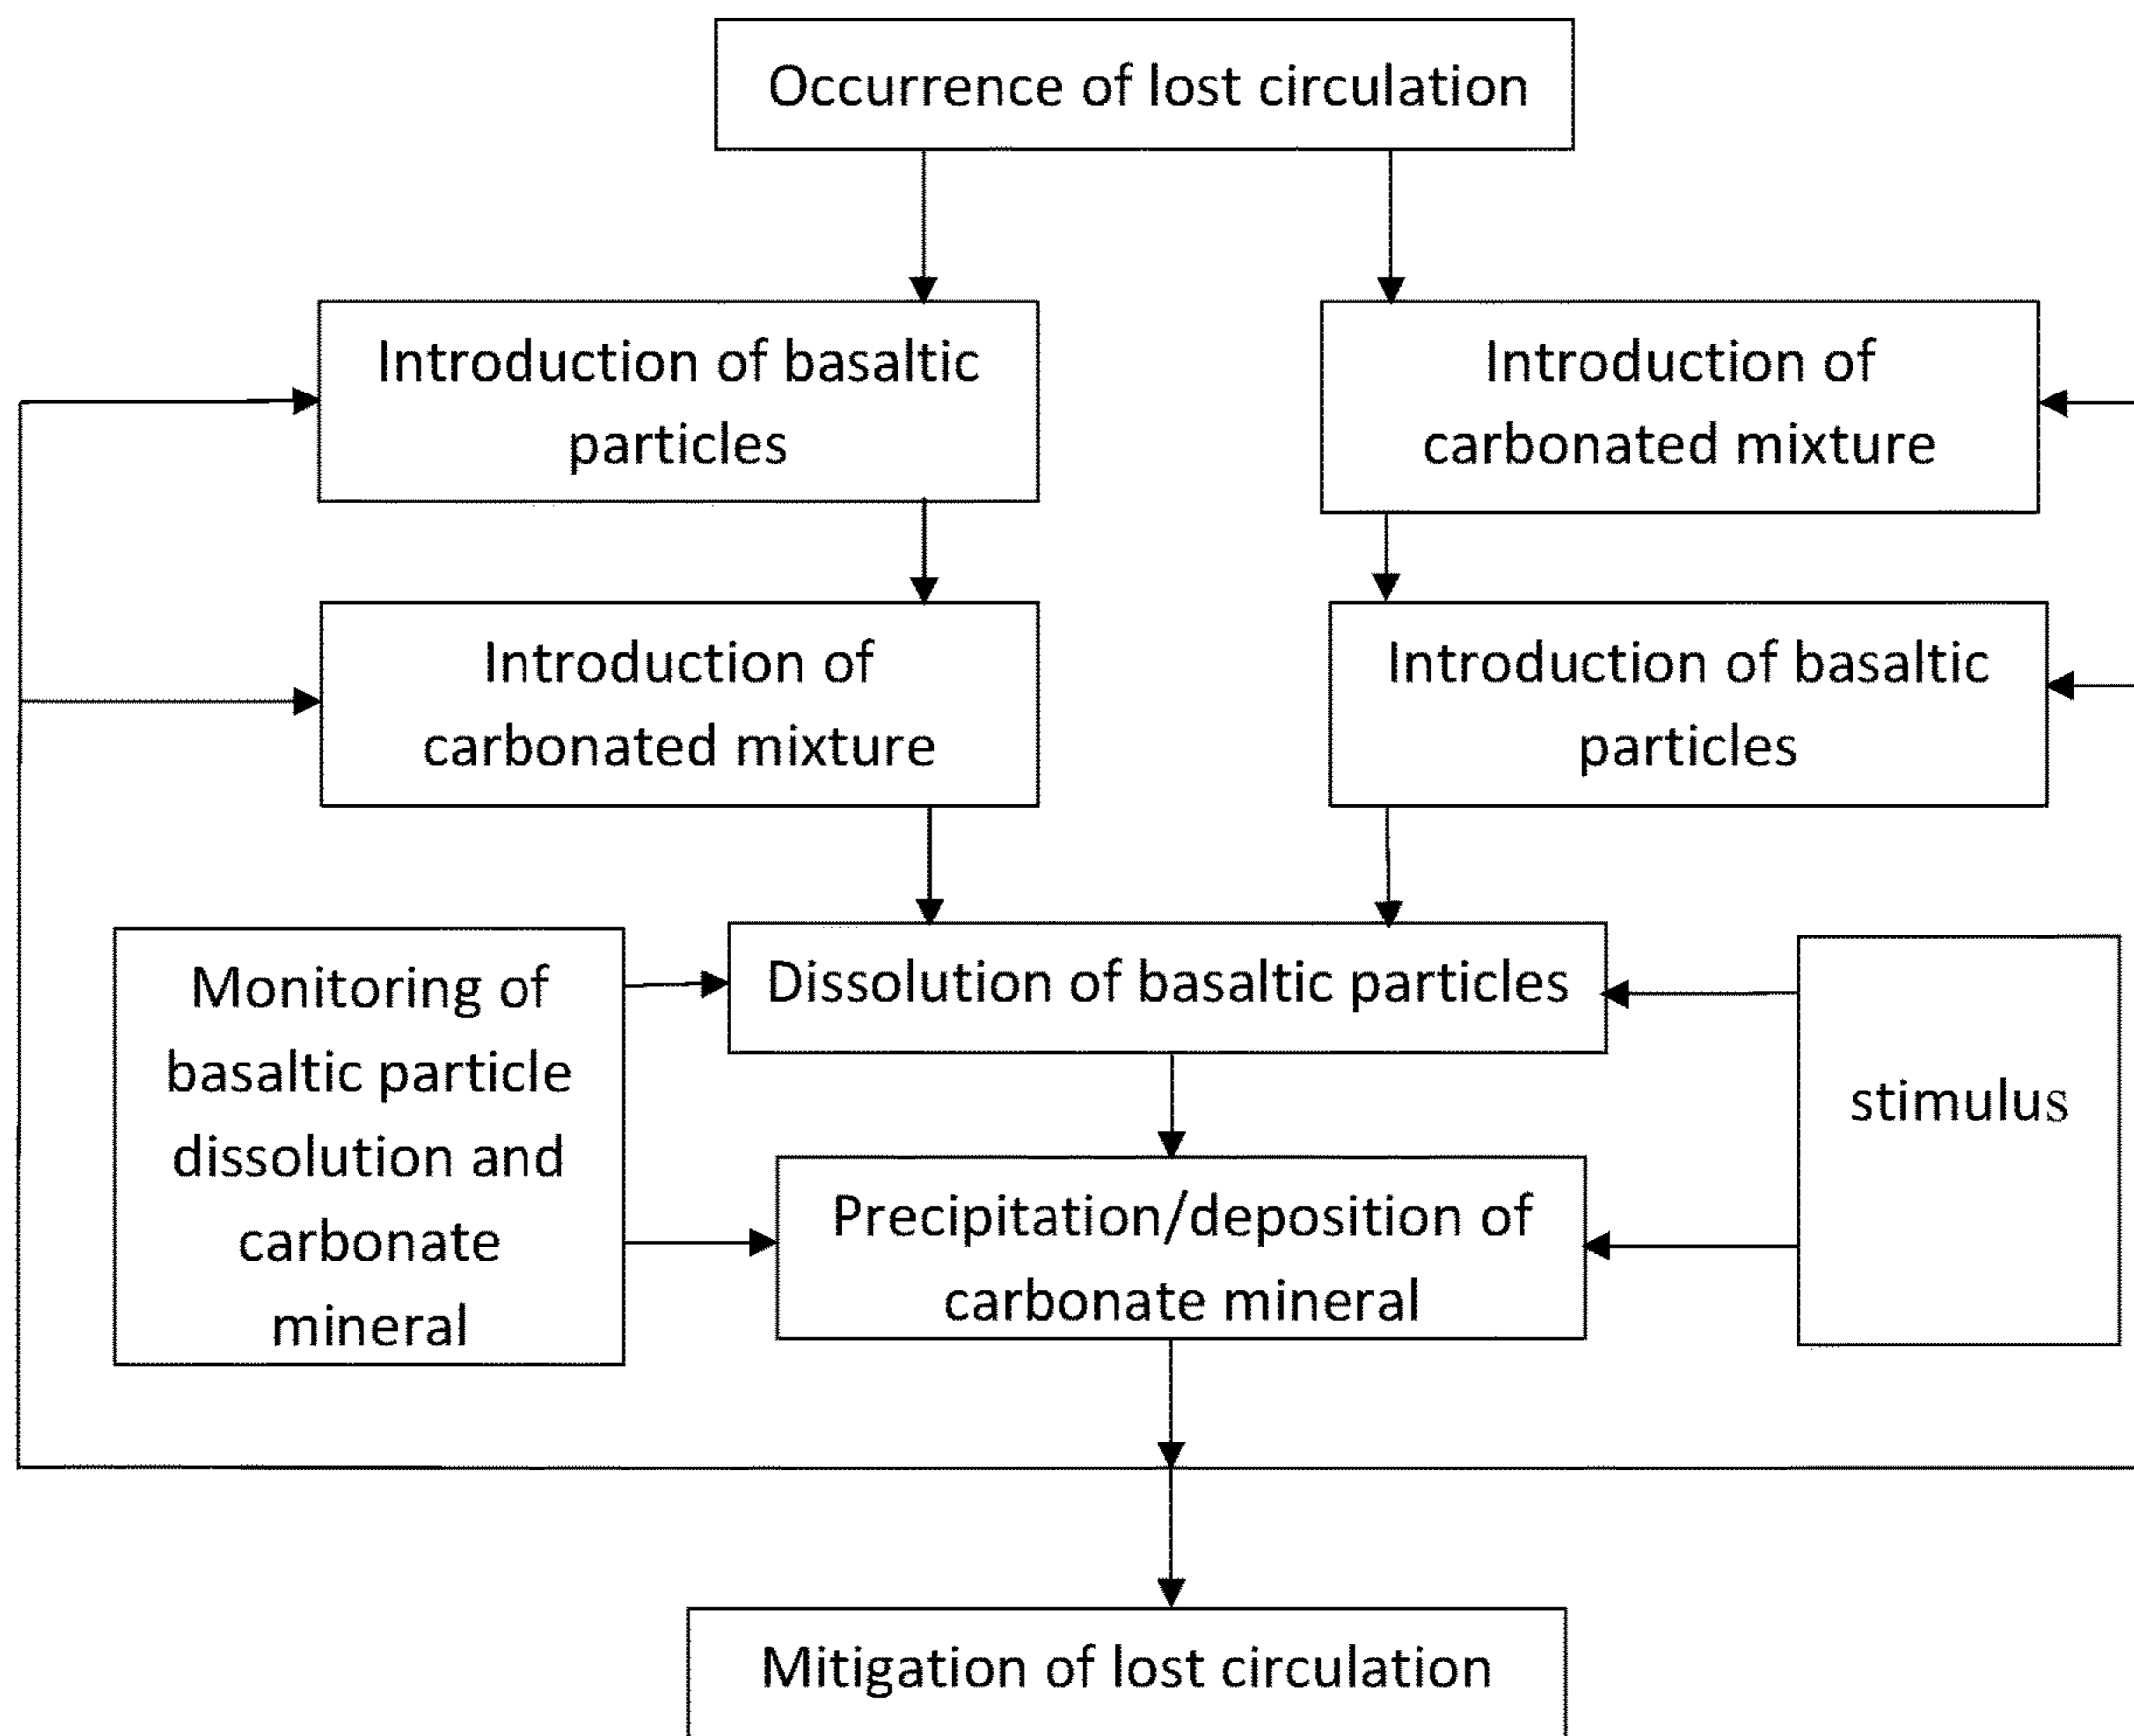 Occurrence of lost circulation
Introduction of basaltic
particles
Introduction of
carbonated mixture
Introduction of
carbonated mixture
Introduction of basaltic
particles
Monitoring of
basaltic particle
dissolution and
carbonate
mineral
Dissolution of basaltic particles
stimulus
Precipitation/deposition of
carbonate mineral
Mitigation of lost circulation